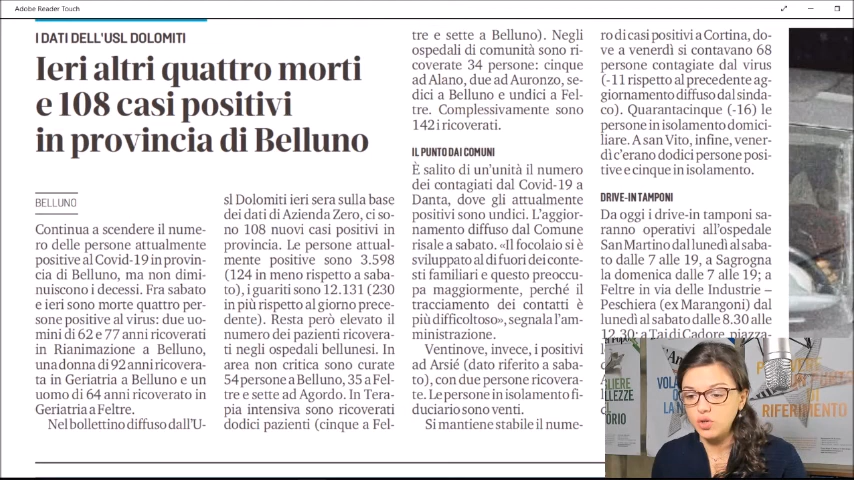 Adobe Reader Touch
I DATI DELL'USL DOLOMITI
Ieri altri quattro morti
e 108 casi positivi
in provincia di Belluno
BELLUNO
Continua a scendere il nume-
ro delle persone attualmente
positive al Covid-19 in provin-
cia di Belluno, ma non dimi-
nuiscono i decessi. Fra sabato
e ieri sono morte quattro per-
sone positive al virus: due uo-
mini di 62 e 77 anni ricoverati
in Rianimazione a Belluno,
una donna di 92 anni ricovera-
ta in Geriatria a Belluno e un
uomo di 64 anni ricoverato in
Geriatria a Feltre.
Nel bollettino diffuso dall'U-
sl Dolomiti ieri sera sulla base
dei dati di Azienda Zero, ci so-
no 108 nuovi casi positivi in
provincia. Le persone attual-
mente positive sono 3.598
(124 in meno rispetto a saba-
to), i guariti sono 12.131 (230
in più rispetto al giorno prece-
dente). Resta però elevato il
numero dei pazienti ricovera-
ti negli ospedali bellunesi. In
area non critica sono curate
54 persone a Belluno, 35 a Fel-
tre e sette ad Agordo. In Tera-
pia intensiva sono ricoverati
dodici pazienti (cinque a Fel-
tre e sette a Belluno). Negli
ospedali di comunità sono ri-
coverate 34 persone: cinque
ad Alano, due ad Auronzo, se-
dici a Belluno e undici a Fel-
tre. Complessivamente sono
142 i ricoverati.
IL PUNTO DAI COMUNI
È salito di un'unità il numero
dei contagiati dal Covid-19 a
Danta, dove gli attualmente
positivi sono undici. L'aggior-
namento diffuso dal Comune
risale a sabato. «Il focolaio si è
sviluppato al di fuori dei conte-
sti familiari e questo preoccu-
pa maggiormente, perché il
tracciamento dei contatti è
più difficoltoso», segnala l'am-
ministrazione.
Ventinove, invece, i positivi
ad Arsié (dato riferito a saba-
to), con due persone ricovera-
te. Le persone in isolamento fi-
duciario sono venti.
Si mantiene stabile il nume-
ro di casi positivi a Cortina, do-
ve a venerdì si contavano 68
persone contagiate dal virus
(-11 rispetto al precedente ag-
giornamento diffuso dal sinda-
co). Quarantacinque (-16) le
persone in isolamento domici-
liare. A san Vito, infine, vener-
dì c'erano dodici persone posi-
tive e cinque in isolamento.
DRIVE-IN TAMPONI
Da oggi i drive-in tamponi sa-
ranno operativi all'ospedale
San Martino dal lunedì al saba-
to dalle 7 alle 19, a Sagrogna
la domenica dalle 7 alle 19; a
Feltre in via delle Industrie –
Peschiera (ex Marangoni) dal
lunedì al sabato dalle 8.30 alle
12.30; a Tai di Cadore, piazza-
RIFERIMENTO